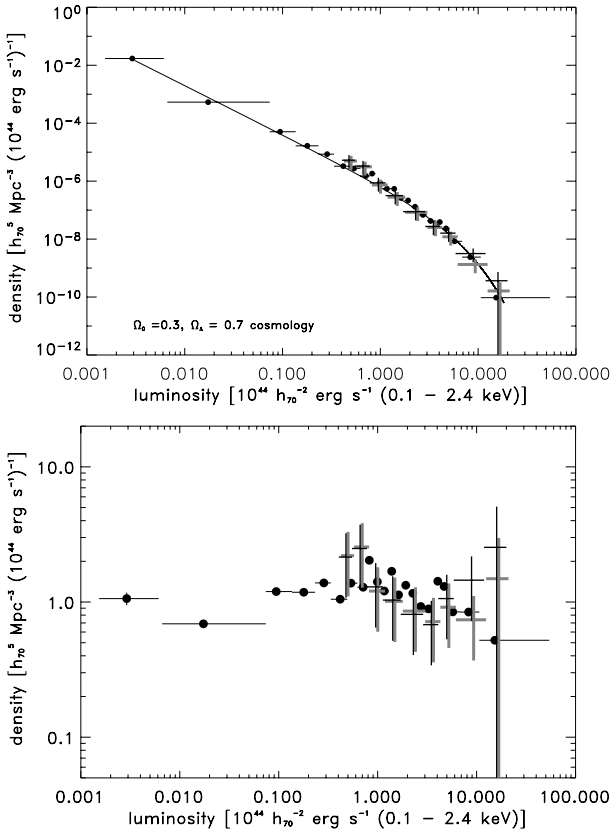 10⁰
10⁻²
10⁻⁴
10⁻⁶
10⁻⁸
10⁻¹⁰
10⁻¹²
density [h₇₀⁵ Mpc⁻³ (10⁴⁴ erg s⁻¹)⁻¹]
Ω₀ =0.3, Ω_Λ = 0.7 cosmology
0.001 0.010 0.100 1.000 10.000 100.000
luminosity [10⁴⁴ h₇₀⁻² erg s⁻¹ (0.1 − 2.4 keV)]
10.0
1.0
0.1
density [h₇₀⁵ Mpc⁻³ (10⁴⁴ erg s⁻¹)⁻¹]
0.001 0.010 0.100 1.000 10.000 100.000
luminosity [10⁴⁴ h₇₀⁻² erg s⁻¹ (0.1 − 2.4 keV)]